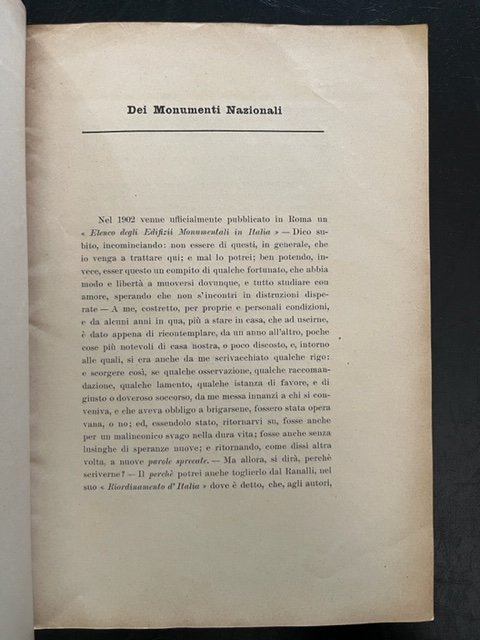 Dei Monumenti Nazionali
Nel 1902 venne ufficialmente pubblicato in Roma un
« Elenco degli Edifizii Monumentali in Italia » — Dico su-
bito, incominciando: non essere di questi, in generale, che
io venga a trattare qui; e mal lo potrei; ben potendo, in-
vece, esser questo un compito di qualche fortunato, che abbia
modo e libertà a muoversi dovunque, e tutto studiare con
amore, sperando che non s'incontri in distruzioni dispe-
rate — A me, costretto, per proprie e personali condizioni,
e da alcuni anni in qua, più a stare in casa, che ad uscirne,
è dato appena di ricontemplare, da un anno all'altro, poche
cose più notevoli di casa nostra, o poco discosto, e, intorno
alle quali, si era anche da me scrivacchiato qualche rigo:
e scorgere così, se qualche osservazione, qualche raccoman-
dazione, qualche lamento, qualche istanza di favore, e di
giusto o doveroso soccorso, da me messa innanzi a chi si con-
veniva, e che aveva obbligo a brigarsene, fossero stata opera
vana, o no; ed, essendolo stato, ritornarvi su, fosse anche
per un malinconico svago nella dura vita; fosse anche senza
lusinghe di speranze nuove; e ritornando, come dissi altra
volta, a nuove parole sprecate. — Ma allora, si dirà, perchè
scriverne? — Il perchè potrei anche toglierlo dal Ranalli, nel
suo « Riordinamento d'Italia » dove è detto, che, agli autori,